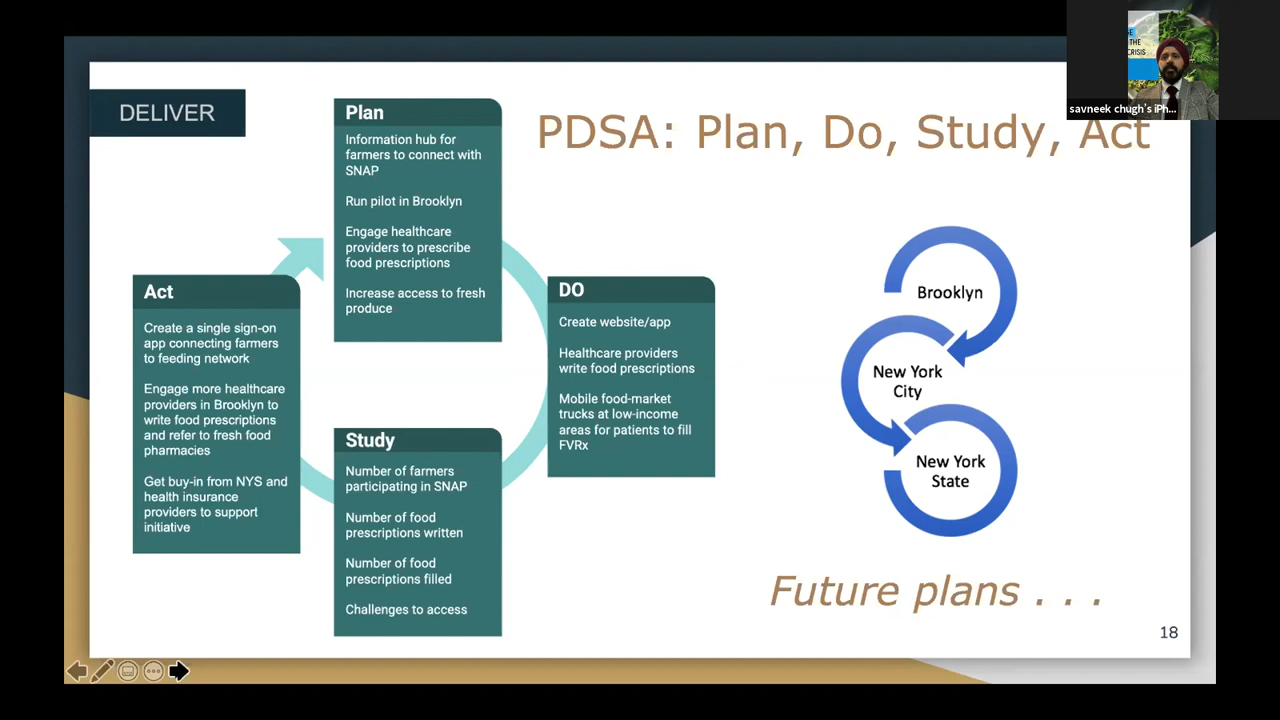 DELIVER
PDSA: Plan, Do, Study, Act
Plan
Information hub for
farmers to connect with
SNAP
Run pilot in Brooklyn
Engage healthcare
providers to prescribe
food prescriptions
Increase access to fresh
produce
DO
Create website/app
Healthcare providers
write food prescriptions
Mobile food-market
trucks at low-income
areas for patients to fill
FVRx
Study
Number of farmers
participating in SNAP
Number of food
prescriptions written
Number of food
prescriptions filled
Challenges to access
Act
Create a single sign-on
app connecting farmers
to feeding network
Engage more healthcare
providers in Brooklyn to
write food prescriptions
and refer to fresh food
pharmacies
Get buy-in from NYS and
health insurance
providers to support
initiative
Brooklyn
New York
City
New York
State
Future plans . . .
18
CRISIS
savneek chugh's iPh...